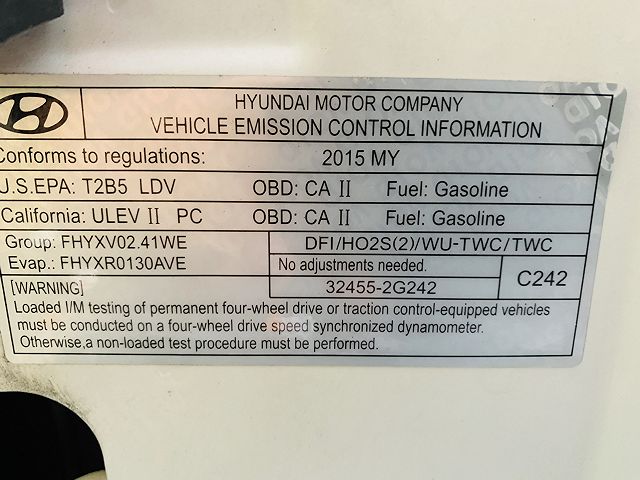 HYUNDAI MOTOR COMPANY
VEHICLE EMISSION CONTROL INFORMATION
Conforms to regulations: 2015 MY
U.S.EPA: T2B5 LDV OBD: CA II Fuel: Gasoline
California: ULEV II PC OBD: CA II Fuel: Gasoline
Group: FHYXV02.41WE DFI/HO2S(2)/WU-TWC/TWC
Evap.: FHYXR0130AVE No adjustments needed. C242
[WARNING] 32455-2G242
Loaded I/M testing of permanent four-wheel drive or traction control-equipped vehicles
must be conducted on a four-wheel drive speed synchronized dynamometer.
Otherwise,a non-loaded test procedure must be performed.